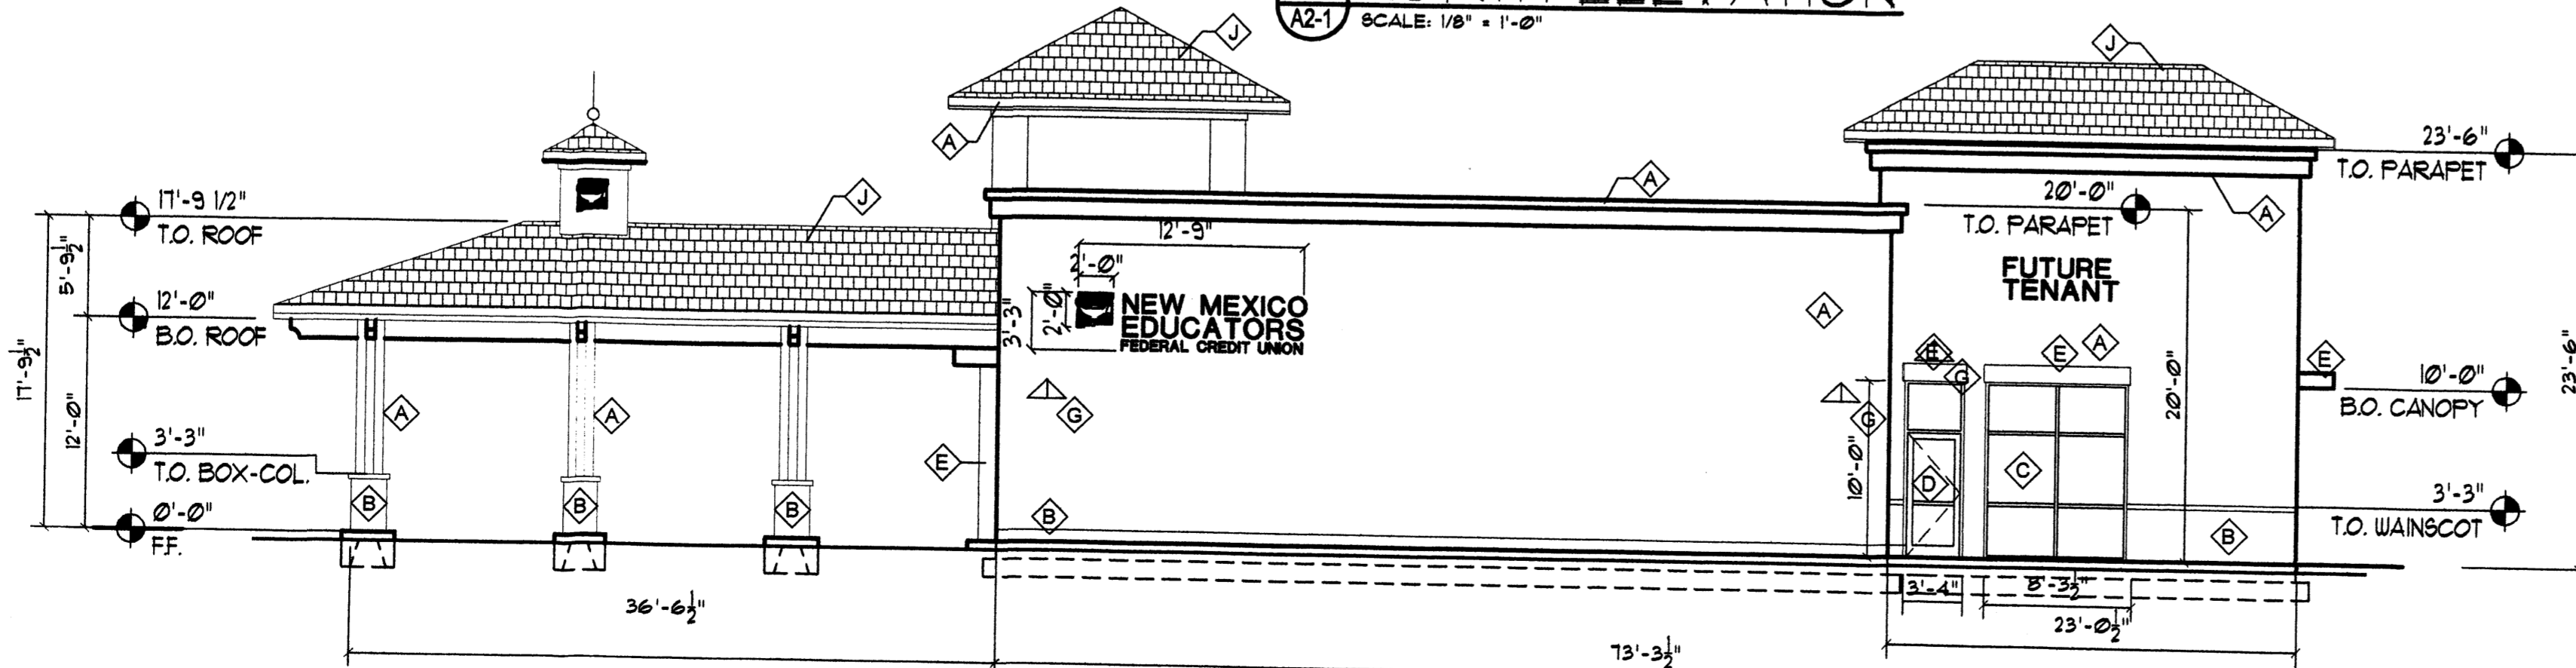 A2-1
SCALE: 1/8" = 1'-0"
J
J
A
23'-6"
T.O. PARAPET
17'-9 1/2"
T.O. ROOF
J
A
20'-0"
T.O. PARAPET
A
12'-9"
5'-9 1/2"
2'-0"
FUTURE
TENANT
12'-0"
B.O. ROOF
3'-3"
2'-0"
NEW MEXICO
EDUCATORS
FEDERAL CREDIT UNION
A
17'-9 1/2"
12'-0"
E
G
E
A
E
10'-0"
B.O. CANOPY
20'-0"
23'-6"
A
A
G
G
3'-3"
T.O. BOX-COL.
E
10'-0"
D
C
B
B
B
B
3'-3"
T.O. WAINSCOT
B
0'-0"
F.F.
36'-6 1/2"
3'-4"
8'-3 1/2"
23'-0 1/2"
73'-3 1/2"